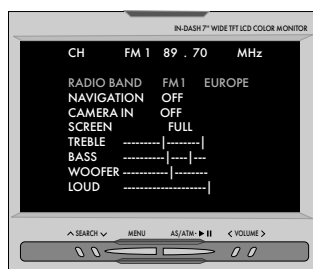 IN-DASH 7" WIDE TFT LCD COLOR MONITOR
CH FM 1 89 . 70 MHz
RADIO BAND FM1 EUROPE
NAVIGATION OFF
CAMERA IN OFF
SCREEN FULL
TREBLE --------|-------|
BASS ---------|----|---
WOOFER ----------|-------
LOUD ------------------|
SEARCH MENU AS/ATM- ▶ II < VOLUME >